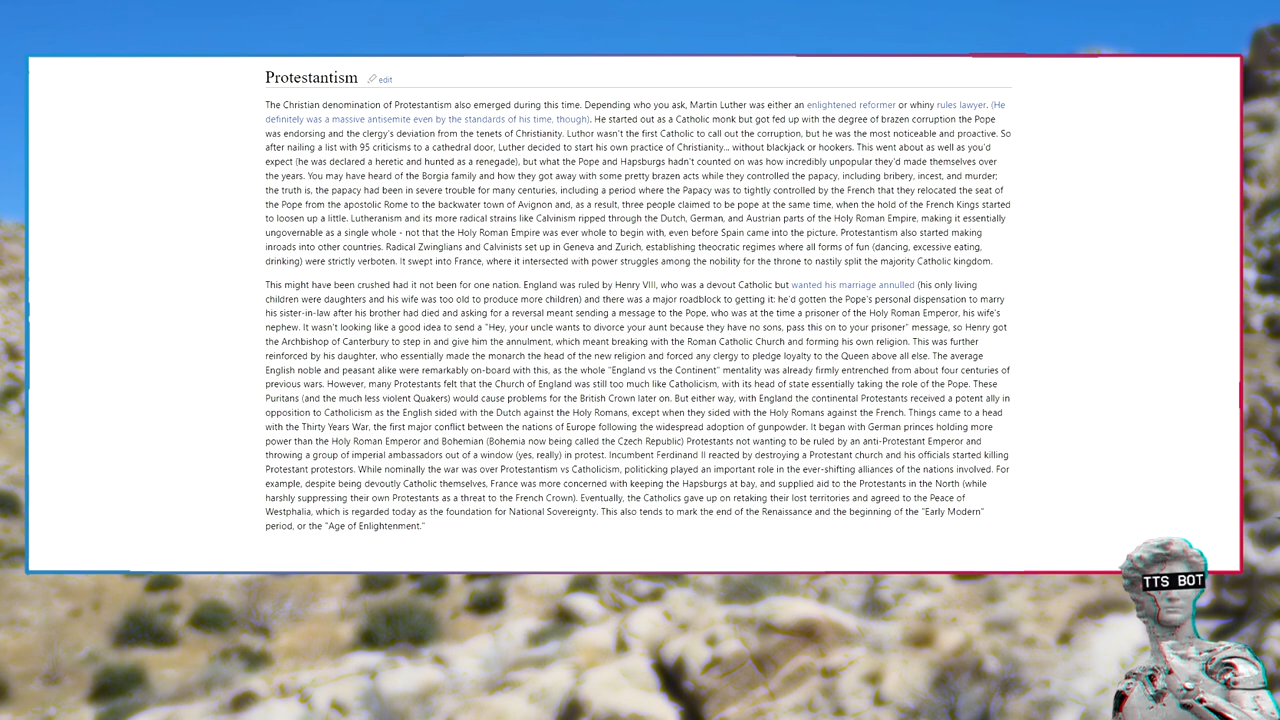 Protestantism edit
The Christian denomination of Protestantism also emerged during this time. Depending who you ask, Martin Luther was either an enlightened reformer or whiny rules lawyer. (He
definitely was a massive antisemite even by the standards of his time, though). He started out as a Catholic monk but got fed up with the degree of brazen corruption the Pope
was endorsing and the clergy's deviation from the tenets of Christianity. Luthor wasn't the first Catholic to call out the corruption, but he was the most noticeable and proactive. So
after nailing a list with 95 criticisms to a cathedral door, Luther decided to start his own practice of Christianity... without blackjack or hookers. This went about as well as you'd
expect (he was declared a heretic and hunted as a renegade), but what the Pope and Hapsburgs hadn't counted on was how incredibly unpopular they'd made themselves over
the years. You may have heard of the Borgia family and how they got away with some pretty brazen acts while they controlled the papacy, including bribery, incest, and murder;
the truth is, the papacy had been in severe trouble for many centuries, including a period where the Papacy was to tightly controlled by the French that they relocated the seat of
the Pope from the apostolic Rome to the backwater town of Avignon and, as a result, three people claimed to be pope at the same time, when the hold of the French Kings started
to loosen up a little. Lutheranism and its more radical strains like Calvinism ripped through the Dutch, German, and Austrian parts of the Holy Roman Empire, making it essentially
ungovernable as a single whole - not that the Holy Roman Empire was ever whole to begin with, even before Spain came into the picture. Protestantism also started making
inroads into other countries. Radical Zwinglians and Calvinists set up in Geneva and Zurich, establishing theocratic regimes where all forms of fun (dancing, excessive eating,
drinking) were strictly verboten. It swept into France, where it intersected with power struggles among the nobility for the throne to nastily split the majority Catholic kingdom.
This might have been crushed had it not been for one nation. England was ruled by Henry VIII, who was a devout Catholic but wanted his marriage annulled (his only living
children were daughters and his wife was too old to produce more children) and there was a major roadblock to getting it: he'd gotten the Pope's personal dispensation to marry
his sister-in-law after his brother had died and asking for a reversal meant sending a message to the Pope, who was at the time a prisoner of the Holy Roman Emperor, his wife's
nephew. It wasn't looking like a good idea to send a "Hey, your uncle wants to divorce your aunt because they have no sons, pass this on to your prisoner" message, so Henry got
the Archbishop of Canterbury to step in and give him the annulment, which meant breaking with the Roman Catholic Church and forming his own religion. This was further
reinforced by his daughter, who essentially made the monarch the head of the new religion and forced any clergy to pledge loyalty to the Queen above all else. The average
English noble and peasant alike were remarkably on-board with this, as the whole "England vs the Continent" mentality was already firmly entrenched from about four centuries of
previous wars. However, many Protestants felt that the Church of England was still too much like Catholicism, with its head of state essentially taking the role of the Pope. These
Puritans (and the much less violent Quakers) would cause problems for the British Crown later on. But either way, with England the continental Protestants received a potent ally in
opposition to Catholicism as the English sided with the Dutch against the Holy Romans, except when they sided with the Holy Romans against the French. Things came to a head
with the Thirty Years War, the first major conflict between the nations of Europe following the widespread adoption of gunpowder. It began with German princes holding more
power than the Holy Roman Emperor and Bohemian (Bohemia now being called the Czech Republic) Protestants not wanting to be ruled by an anti-Protestant Emperor and
throwing a group of imperial ambassadors out of a window (yes, really) in protest. Incumbent Ferdinand II reacted by destroying a Protestant church and his officials started killing
Protestant protestors. While nominally the war was over Protestantism vs Catholicism, politicking played an important role in the ever-shifting alliances of the nations involved. For
example, despite being devoutly Catholic themselves, France was more concerned with keeping the Hapsburgs at bay, and supplied aid to the Protestants in the North (while
harshly suppressing their own Protestants as a threat to the French Crown). Eventually, the Catholics gave up on retaking their lost territories and agreed to the Peace of
Westphalia, which is regarded today as the foundation for National Sovereignty. This also tends to mark the end of the Renaissance and the beginning of the "Early Modern"
period, or the "Age of Enlightenment."
TTS BOT